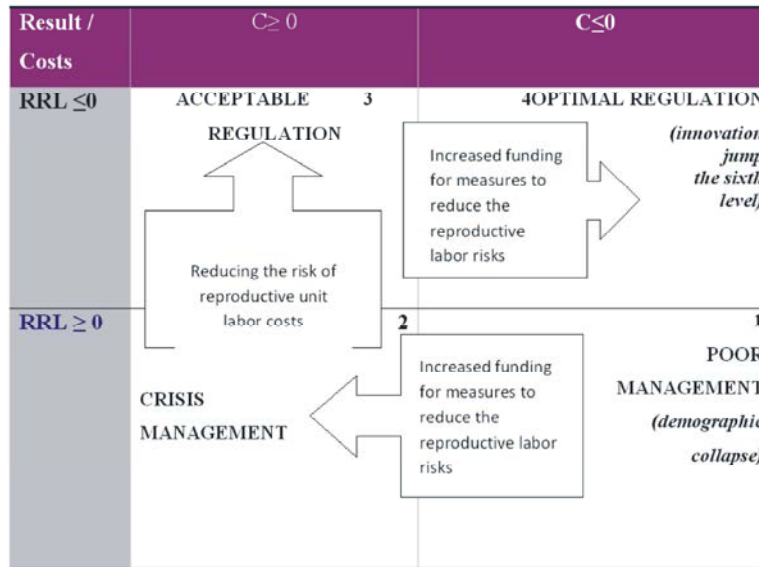 Result /
Costs
C≥ 0
C≤0
RRL ≤0
ACCEPTABLE 3
REGULATION
4OPTIMAL REGULATION
(innovation
jump
the sixth
level)
Increased funding
for measures to
reduce the
reproductive
labor risks
Reducing the risk of
reproductive unit
labor costs
RRL ≥ 0
2
1
POOR
MANAGEMENT
(demographic
collapse)
Increased funding
for measures to
reduce the
reproductive labor
risks
CRISIS
MANAGEMENT